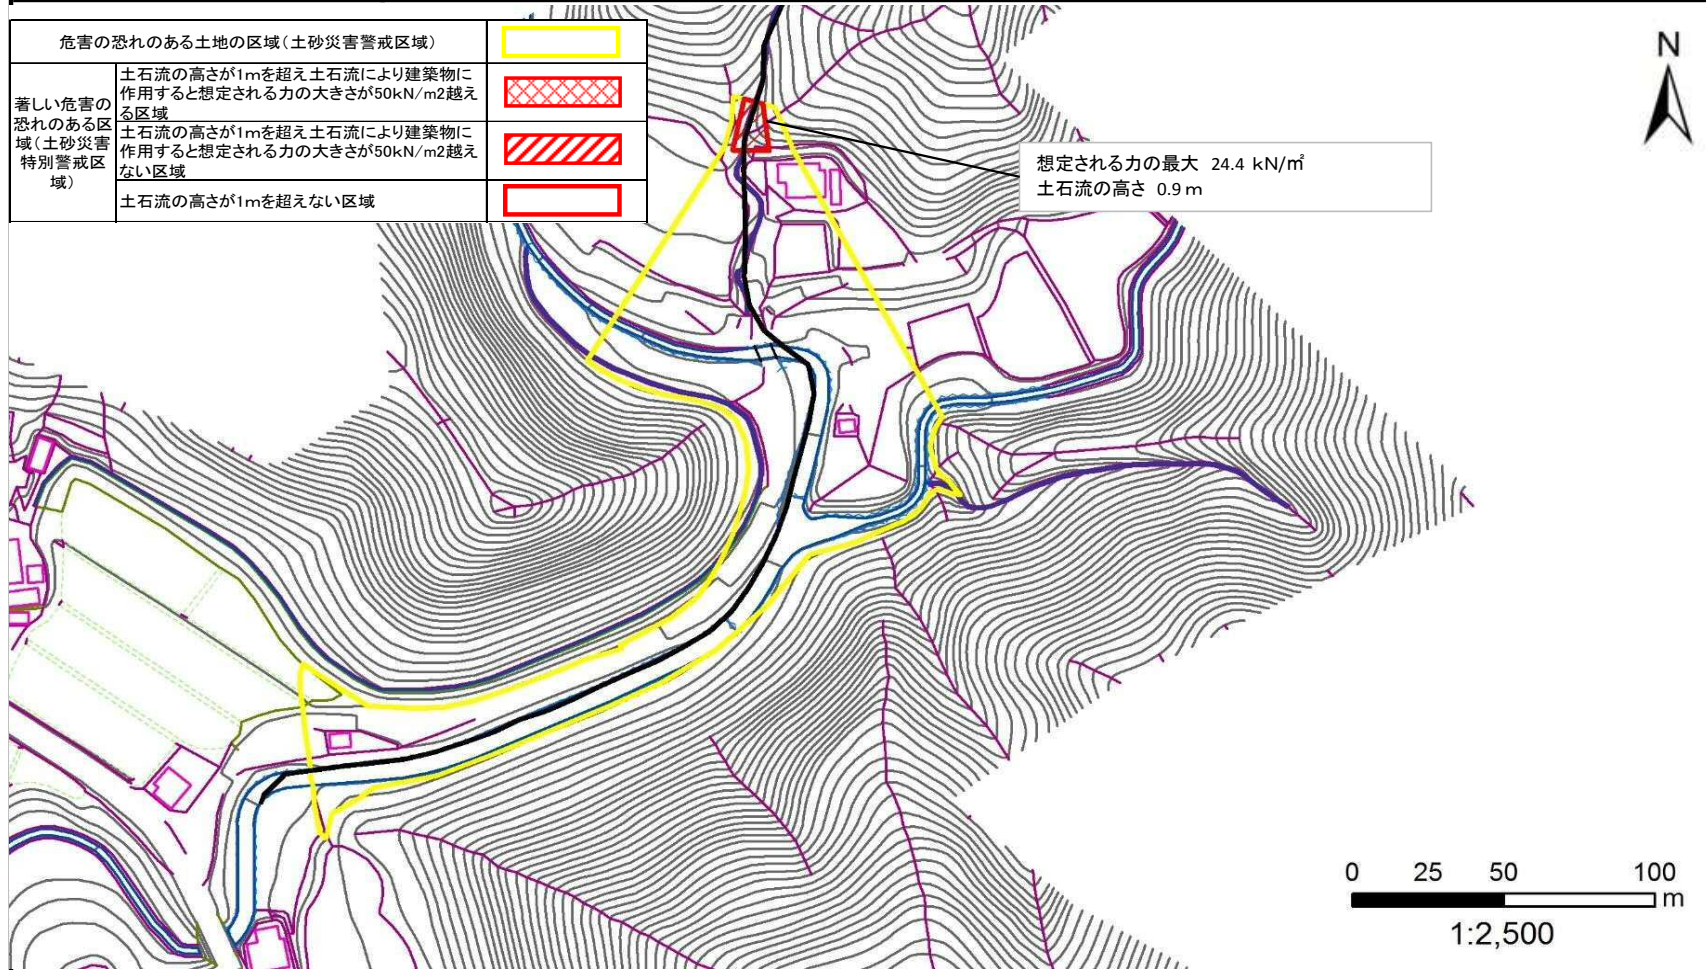 危害の恐れのある土地の区域(土砂災害警戒区域)
著しい危害の
恐れのある区
域(土砂災害
特別警戒区
域)
土石流の高さが1mを超え土石流により建築物に
作用すると想定される力の大きさが50kN/m2越え
る区域
土石流の高さが1mを超え土石流により建築物に
作用すると想定される力の大きさが50kN/m2越え
ない区域
土石流の高さが1mを超えない区域
N
想定される力の最大 24.4 kN/㎡
土石流の高さ 0.9 m
0 25 50 100
m
1:2,500